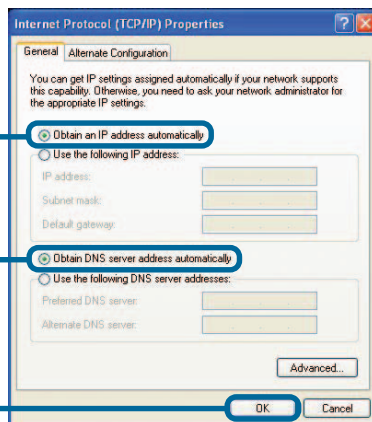 Internet Protocol (TCP/IP) Properties
General
Alternate Configuration
You can get IP settings assigned automatically if your network supports
this capability. Otherwise, you need to ask your network administrator for
the appropriate IP settings.
Obtain an IP address automatically
Use the following IP address:
IP address:
Subnet mask:
Default gateway:
Obtain DNS server address automatically
Use the following DNS server addresses:
Preferred DNS server:
Alternate DNS server:
Advanced...
OK
Cancel